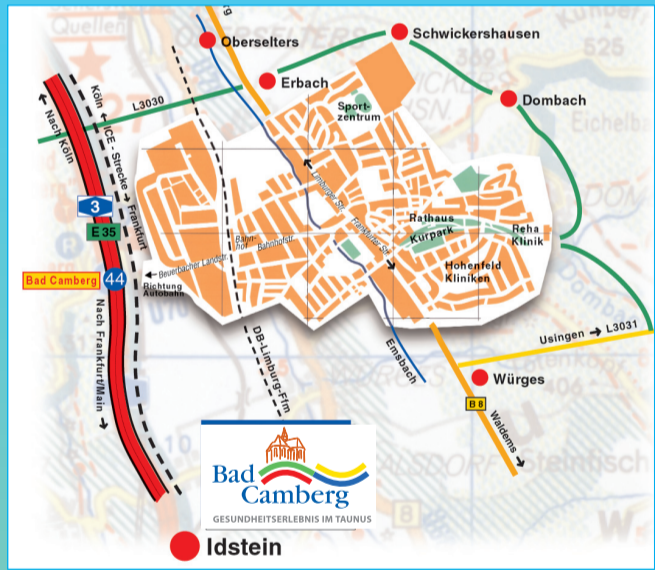 Oberselters
Schwickershausen
Erbach
Dombach
L3030
Sport-
zentrum
Nach Köln
Köln ← ICE - Strecke → Frankfurt
3
E 35
Limburger Str.
Frankfurter Str.
Rathaus
Kurpark
Reha
Klinik
Bahn-
hof
Bahnhofstr.
Hohenfeld
Kliniken
← Beuerbacher Landstr.
Richtung
Autobahn
Bad Camberg
44
Nach Frankfurt/Main →
DB-Limburg-Ffm
Emsbach
Usingen → L3031
Würges
B 8
Waldems
Bad
Camberg
GESUNDHEITSERLEBNIS IM TAUNUS
Idstein